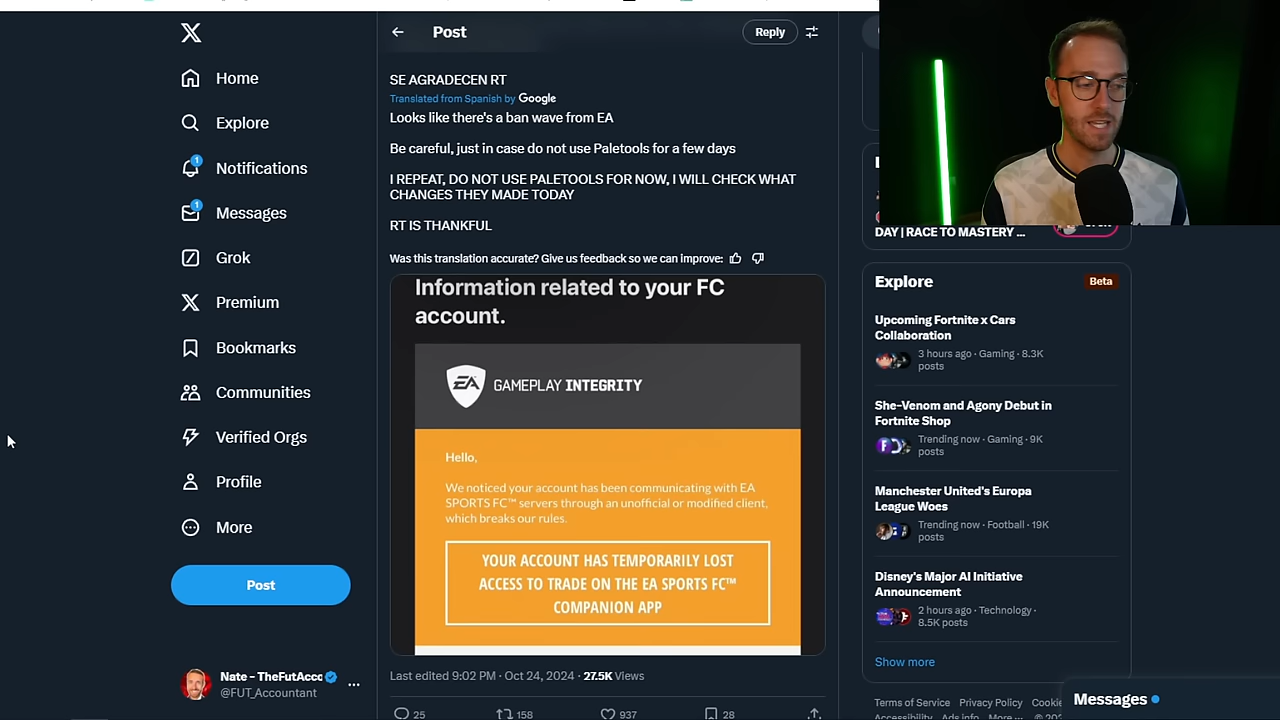 Post
Reply
SE AGRADECEN RT
Translated from Spanish by Google
Looks like there's a ban wave from EA
Be careful, just in case do not use Paletools for a few days
I REPEAT, DO NOT USE PALETOOLS FOR NOW, I WILL CHECK WHAT
CHANGES THEY MADE TODAY
RT IS THANKFUL
Was this translation accurate? Give us feedback so we can improve:
Information related to your FC
account.
EA GAMEPLAY INTEGRITY
Hello,
We noticed your account has been communicating with EA
SPORTS FC™ servers through an unofficial or modified client,
which breaks our rules.
YOUR ACCOUNT HAS TEMPORARILY LOST
ACCESS TO TRADE ON THE EA SPORTS FC™
COMPANION APP
Last edited 9:02 PM · Oct 24, 2024 · 27.5K Views
25
158
937
28
Home
Explore
1
Notifications
1
Messages
Grok
Premium
Bookmarks
Communities
Verified Orgs
Profile
More
Post
Nate - TheFutAcco
@FUT_Accountant
DAY | RACE TO MASTERY ...
Explore
Beta
Upcoming Fortnite x Cars
Collaboration
3 hours ago · Gaming · 8.3K
posts
She-Venom and Agony Debut in
Fortnite Shop
Trending now · Gaming · 9K
posts
Manchester United's Europa
League Woes
Trending now · Football · 19K
posts
Disney's Major AI Initiative
Announcement
2 hours ago · Technology ·
8.5K posts
Show more
Terms of Service Privacy Policy Cookie
Accessibility Ads info More ...
Messages